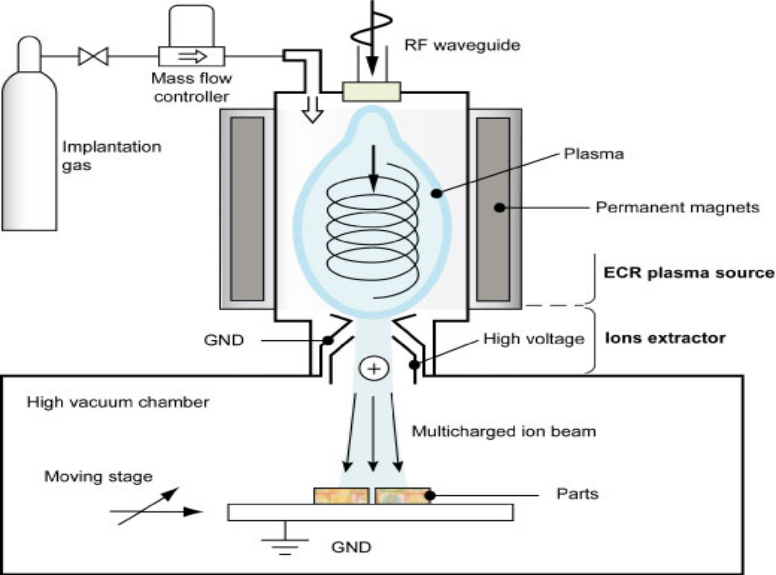 RF waveguide
Mass flow
controller
Implantation
gas
Plasma
Permanent magnets
ECR plasma source
GND
High voltage
Ions extractor
+
High vacuum chamber
Multicharged ion beam
Moving stage
Parts
GND